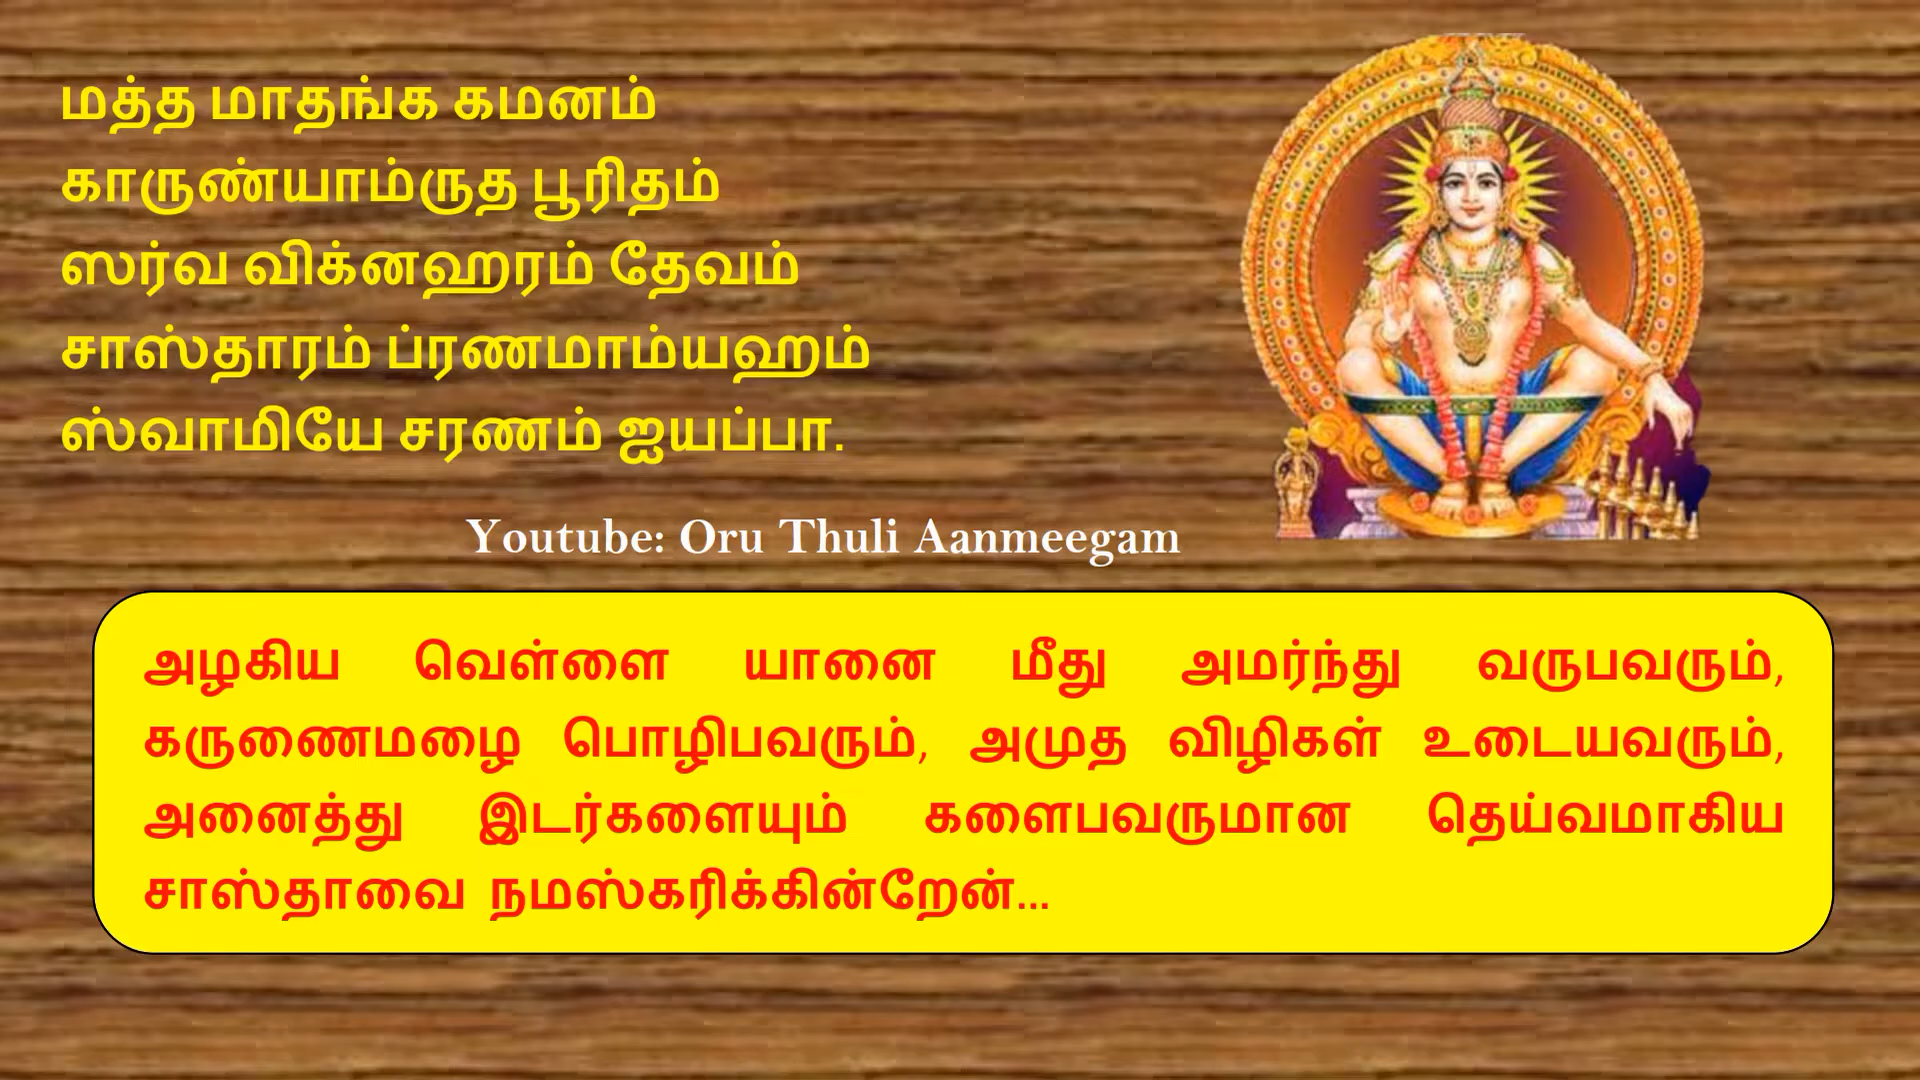 மத்த மாதங்க கமனம்
காருண்யாம்ருத பூரிதம்
ஸர்வ விக்னஹரம் தேவம்
சாஸ்தாரம் ப்ரணமாம்யஹம்
ஸ்வாமியே சரணம் ஐயப்பா.
Youtube: Oru Thuli Aanmeegam
அழகிய வெள்ளை யானை மீது அமர்ந்து வருபவரும்,
கருணைமழை பொழிபவரும், அமுத விழிகள் உடையவரும்,
அனைத்து இடர்களையும் களைபவருமான தெய்வமாகிய
சாஸ்தாவை நமஸ்கரிக்கின்றேன்...